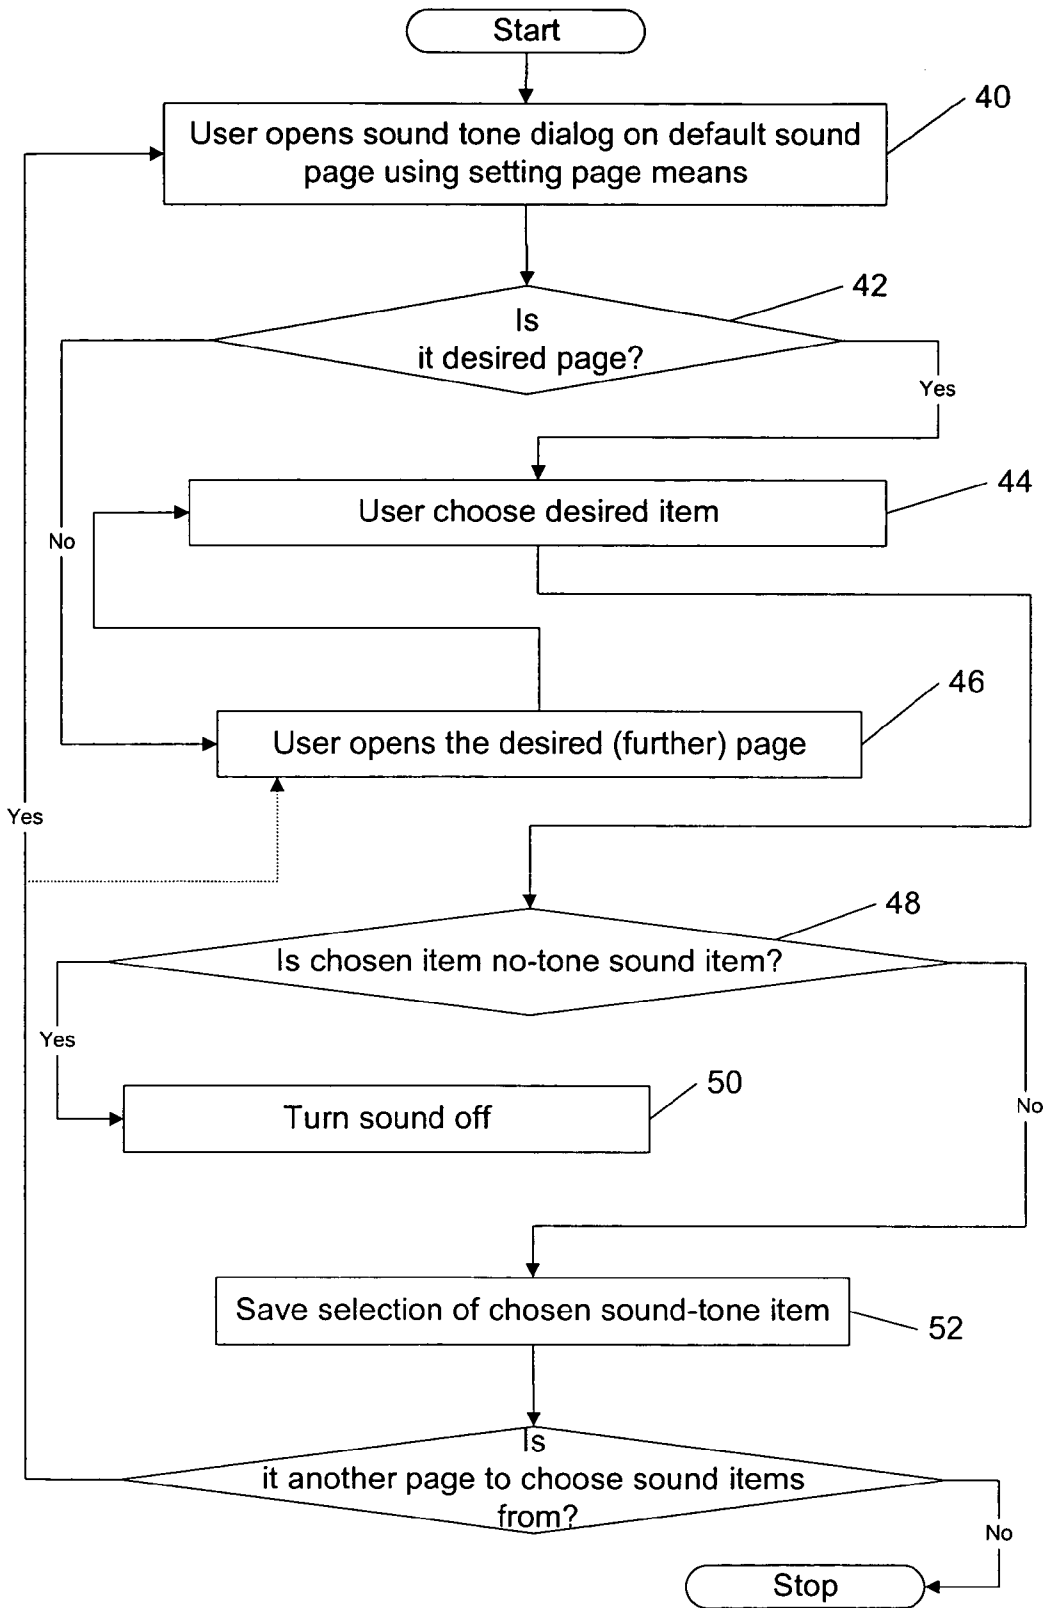 Start
40
User opens sound tone dialog on default sound
page using setting page means
42
Is
it desired page?
Yes
44
User choose desired item
No
46
User opens the desired (further) page
Yes
48
Is chosen item no-tone sound item?
Yes
50
Turn sound off
No
Save selection of chosen sound-tone item
52
Is
it another page to choose sound items
from?
No
Stop